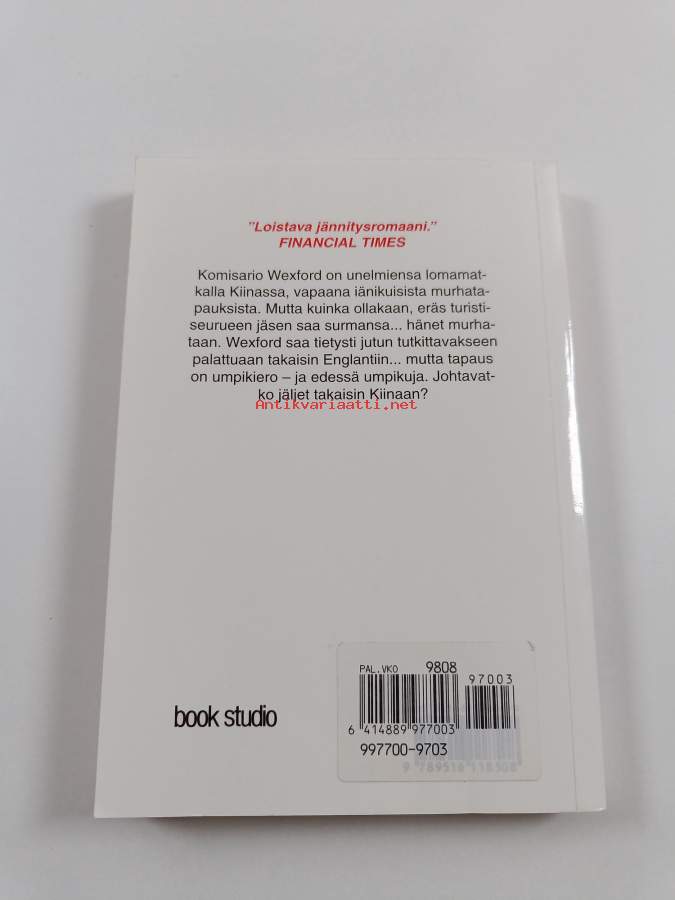 "Loistava jännitysromaani."
FINANCIAL TIMES
Komisario Wexford on unelmiensa lomamat-
kalla Kiinassa, vapaana iänikuisista murhata-
pauksista. Mutta kuinka ollakaan, eräs turisti-
seurueen jäsen saa surmansa... hänet murha-
taan. Wexford saa tietysti jutun tutkittavakseen
palattuaan takaisin Englantiin... mutta tapaus
on umpikiero – ja edessä umpikuja. Johtavat-
ko jäljet takaisin Kiinaan?
Antikvariaatti.net
book studio
PAL.VKO 9808
97003
6 414889 977003
997700-9703
9 789516 118508